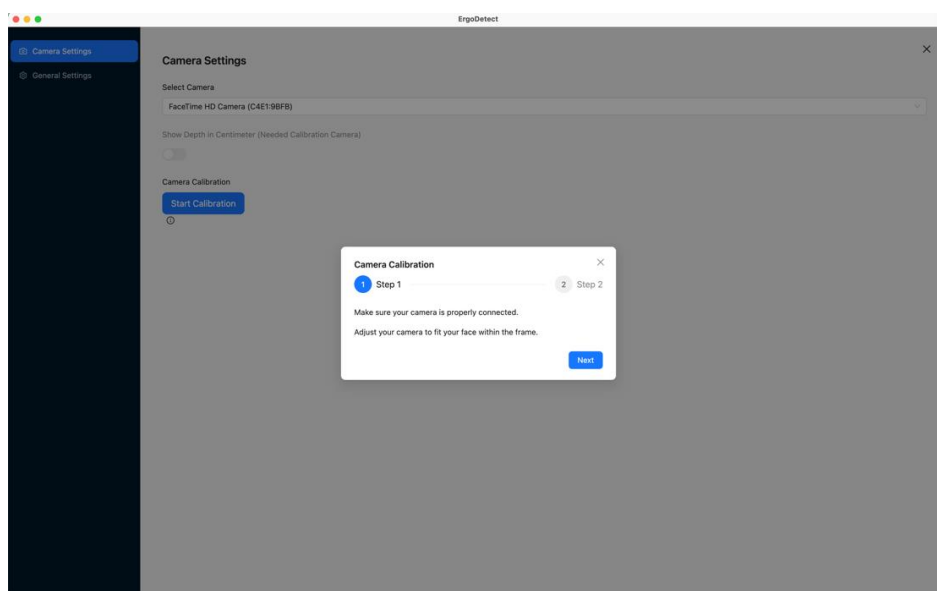 ErgoDetect
Camera Settings
General Settings
Camera Settings
Select Camera
FaceTime HD Camera (C4E1:9BFB)
Show Depth in Centimeter (Needed Calibration Camera)
Camera Calibration
Start Calibration
Camera Calibration
1 Step 1
2 Step 2
Make sure your camera is properly connected.
Adjust your camera to fit your face within the frame.
Next